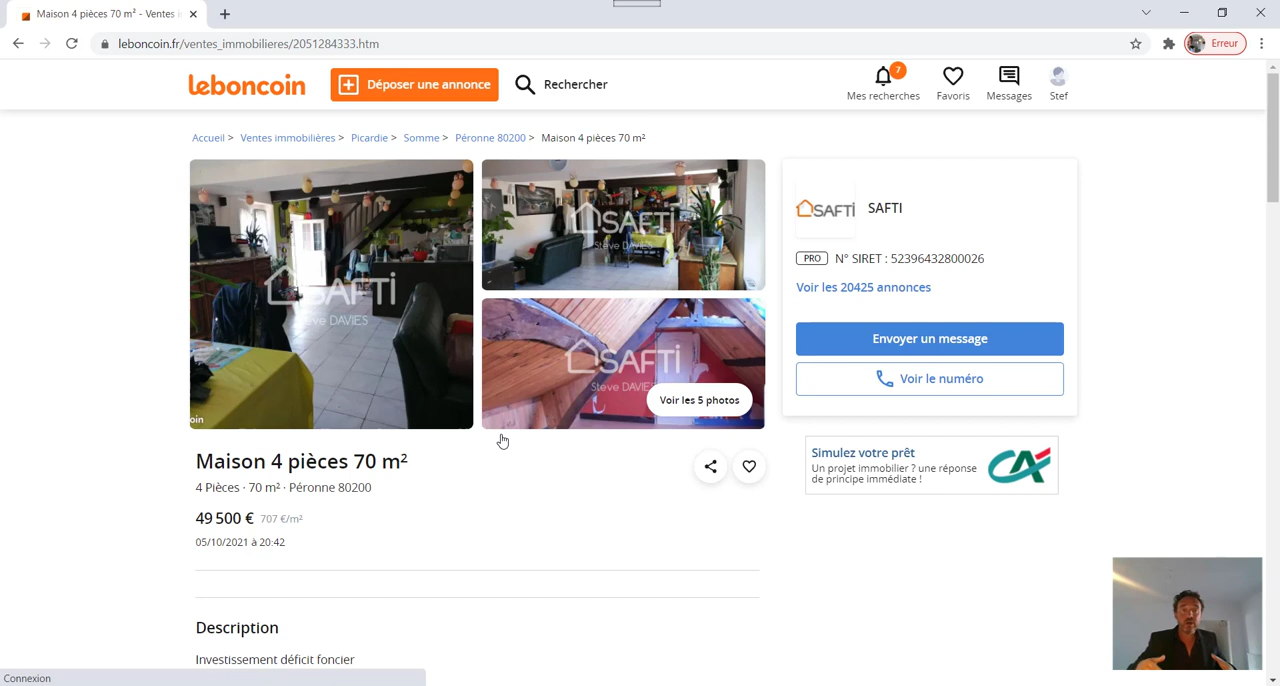 Maison 4 pièces 70 m² - Ventes i
leboncoin.fr/ventes_immobilieres/2051284333.htm
Erreur
leboncoin
Déposer une annonce
Rechercher
7
Mes recherches
Favoris
Messages
Stef
Accueil > Ventes immobilières > Picardie > Somme > Péronne 80200 > Maison 4 pièces 70 m²
SAFTI
Steve DAVIES
SAFTI
Steve DAVIES
SAFTI
Steve DAVIES
oin
Voir les 5 photos
SAFTI
SAFTI
PRO N° SIRET : 52396432800026
Voir les 20425 annonces
Envoyer un message
Voir le numéro
Simulez votre prêt
Un projet immobilier ? une réponse
de principe immédiate !
CA
Maison 4 pièces 70 m²
4 Pièces · 70 m² · Péronne 80200
49 500 € 707 €/m²
05/10/2021 à 20:42
Description
Investissement déficit foncier
Connexion